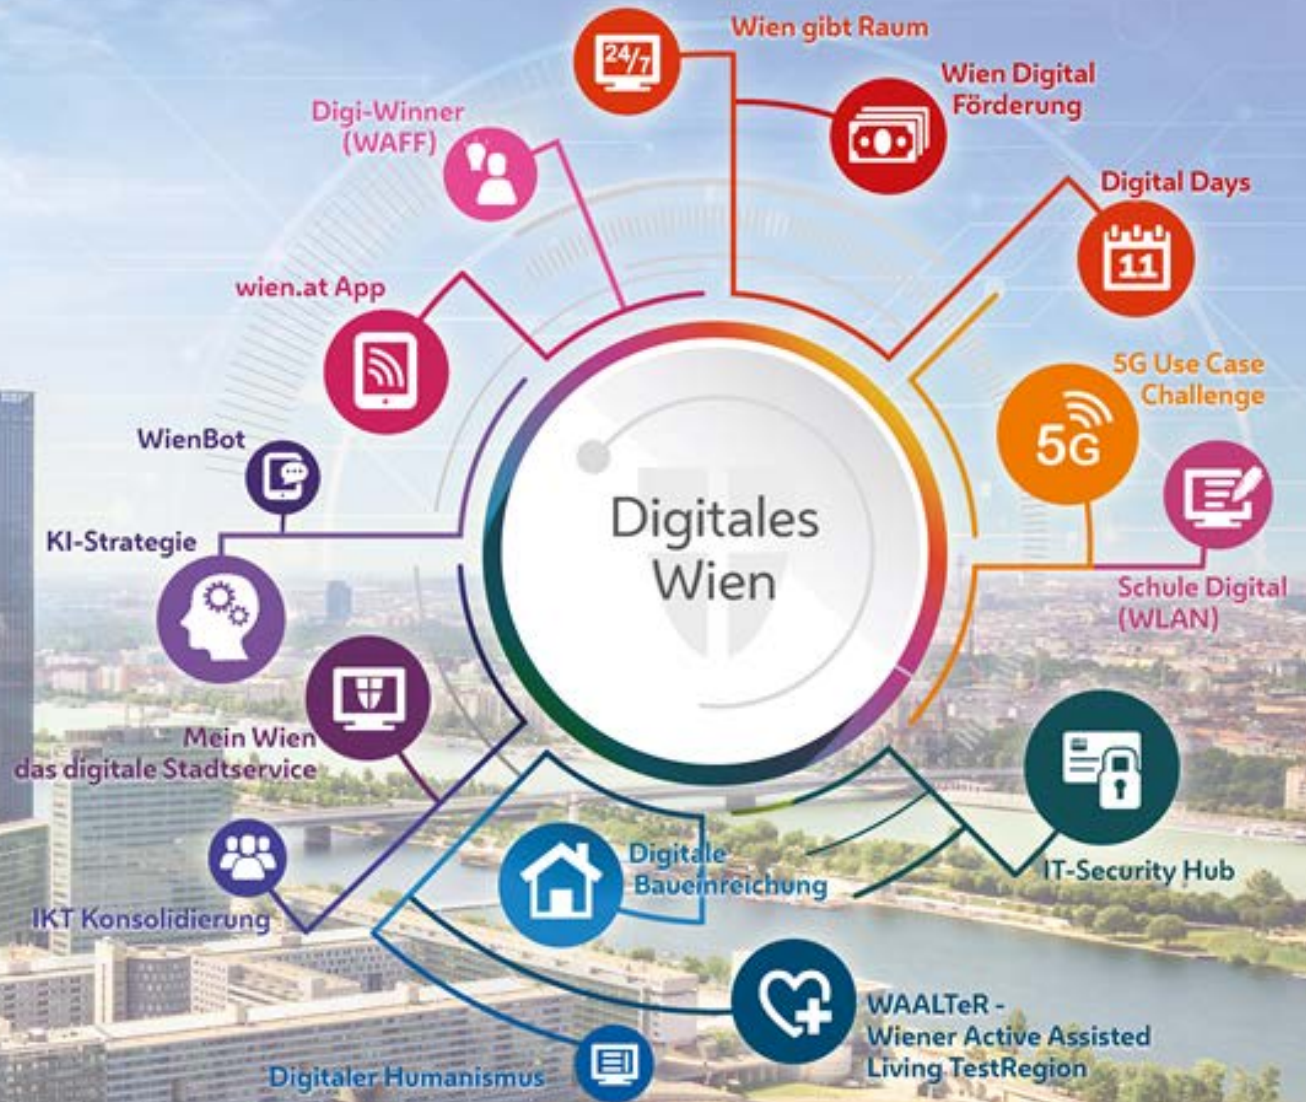 Wien gibt Raum
24/7
Wien Digital
Förderung
Digi-Winner
(WAFF)
Digital Days
11
wien.at App
5G Use Case
Challenge
5G
WienBot
KI-Strategie
Digitales
Wien
Schule Digital
(WLAN)
Mein Wien
das digitale Stadtservice
Digitale
Baueinreichung
IT-Security Hub
IKT Konsolidierung
WAALTeR -
Wiener Active Assisted
Living TestRegion
Digitaler Humanismus